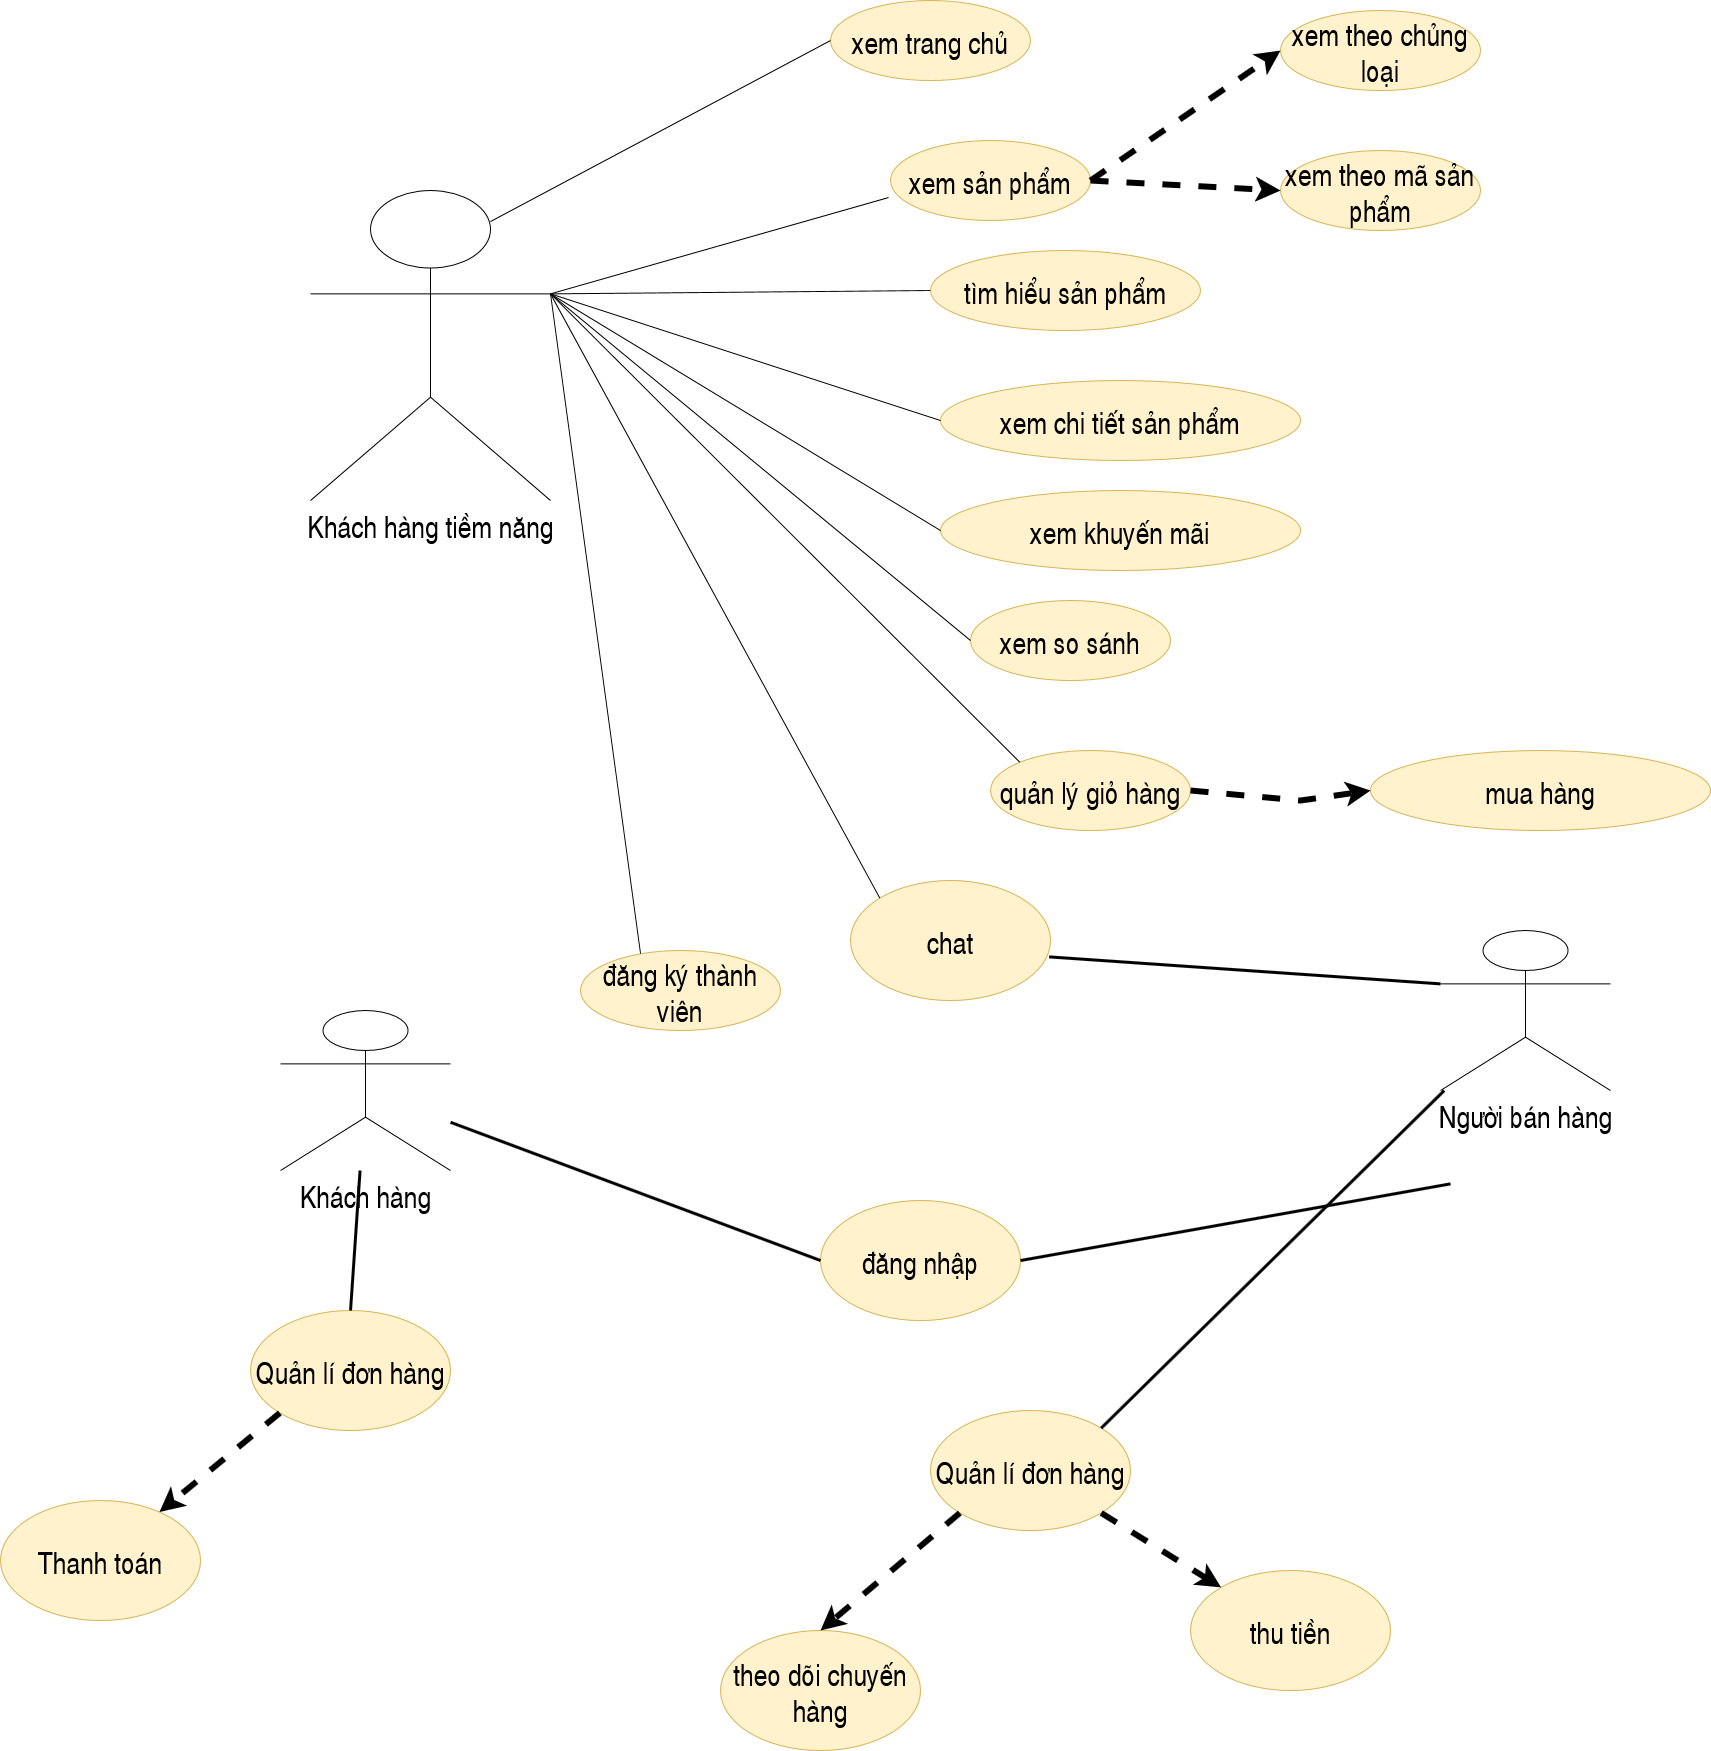 xem trang chủ
xem theo chủng
loại
xem sản phẩm
xem theo mã sản
phẩm
tìm hiểu sản phẩm
xem chi tiết sản phẩm
Khách hàng tiềm năng
xem khuyến mãi
xem so sánh
quản lý giỏ hàng
mua hàng
chat
đăng ký thành
viên
Người bán hàng
Khách hàng
đăng nhập
Quản lí đơn hàng
Quản lí đơn hàng
Thanh toán
thu tiền
theo dõi chuyến
hàng